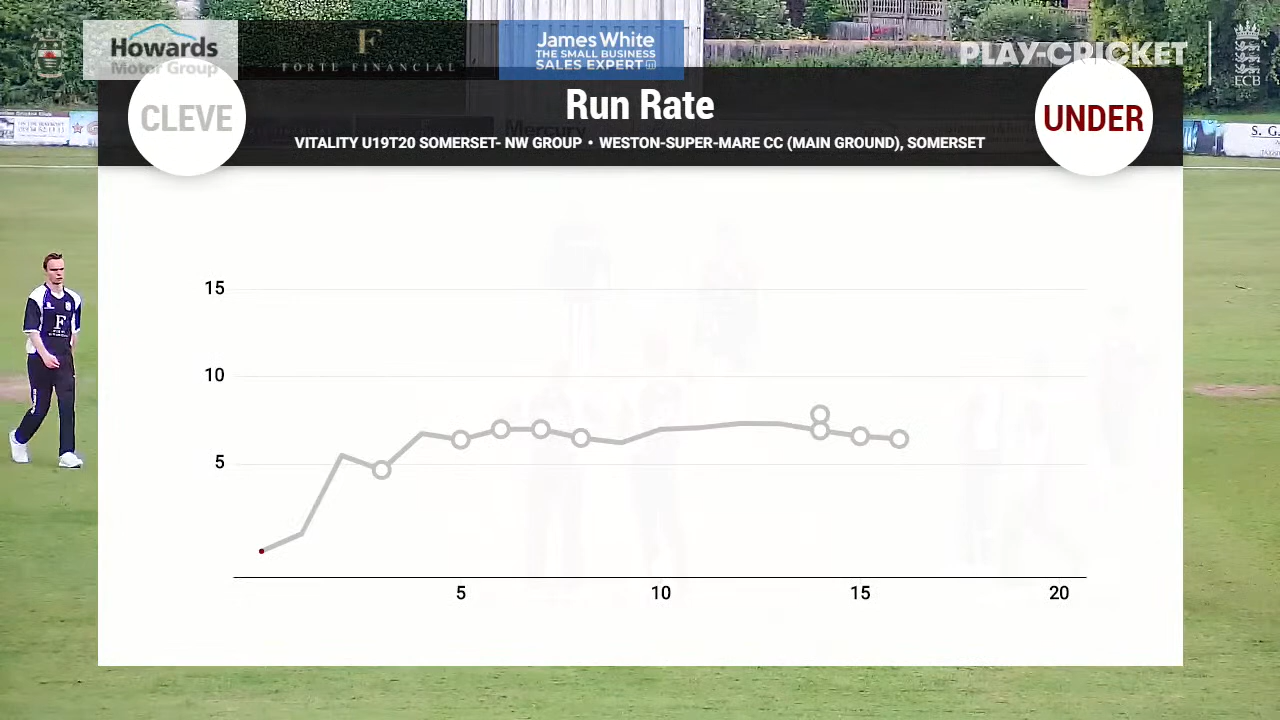 Howards
Motor Group
F
FORTE FINANCIAL
James White
THE SMALL BUSINESS
SALES EXPERT
PLAY-CRICKET
ECB
CLEVE
Run Rate
UNDER
VITALITY U19T20 SOMERSET- NW GROUP • WESTON-SUPER-MARE CC (MAIN GROUND), SOMERSET
Mercury
S. G.
F
15
10
5
5
10
15
20